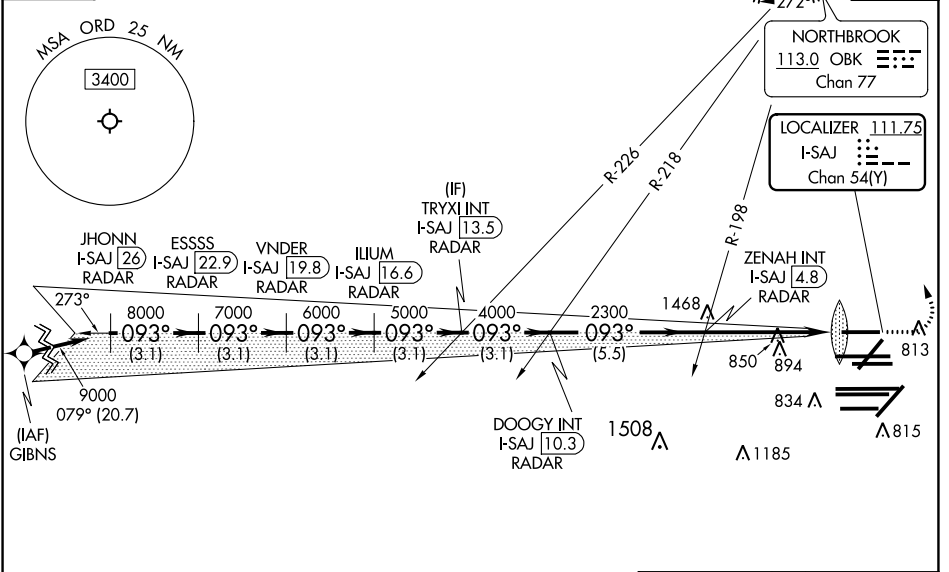 MSA ORD 25 NM
3400
272°
NORTHBROOK
113.0 OBK
Chan 77
LOCALIZER 111.75
I-SAJ
Chan 54(Y)
R-226
R-218
R-198
(IF)
TRYXI INT
I-SAJ 13.5
RADAR
JHONN
I-SAJ 26
RADAR
ESSSS
I-SAJ 22.9
RADAR
VNDER
I-SAJ 19.8
RADAR
ILIUM
I-SAJ 16.6
RADAR
ZENAH INT
I-SAJ 4.8
RADAR
273°
8000
093°
(3.1)
7000
093°
(3.1)
6000
093°
(3.1)
5000
093°
(3.1)
4000
093°
(3.1)
2300
093°
(5.5)
1468
850
894
813
834
815
9000
079° (20.7)
(IAF)
GIBNS
DOOGY INT
I-SAJ 10.3
RADAR
1508
1185